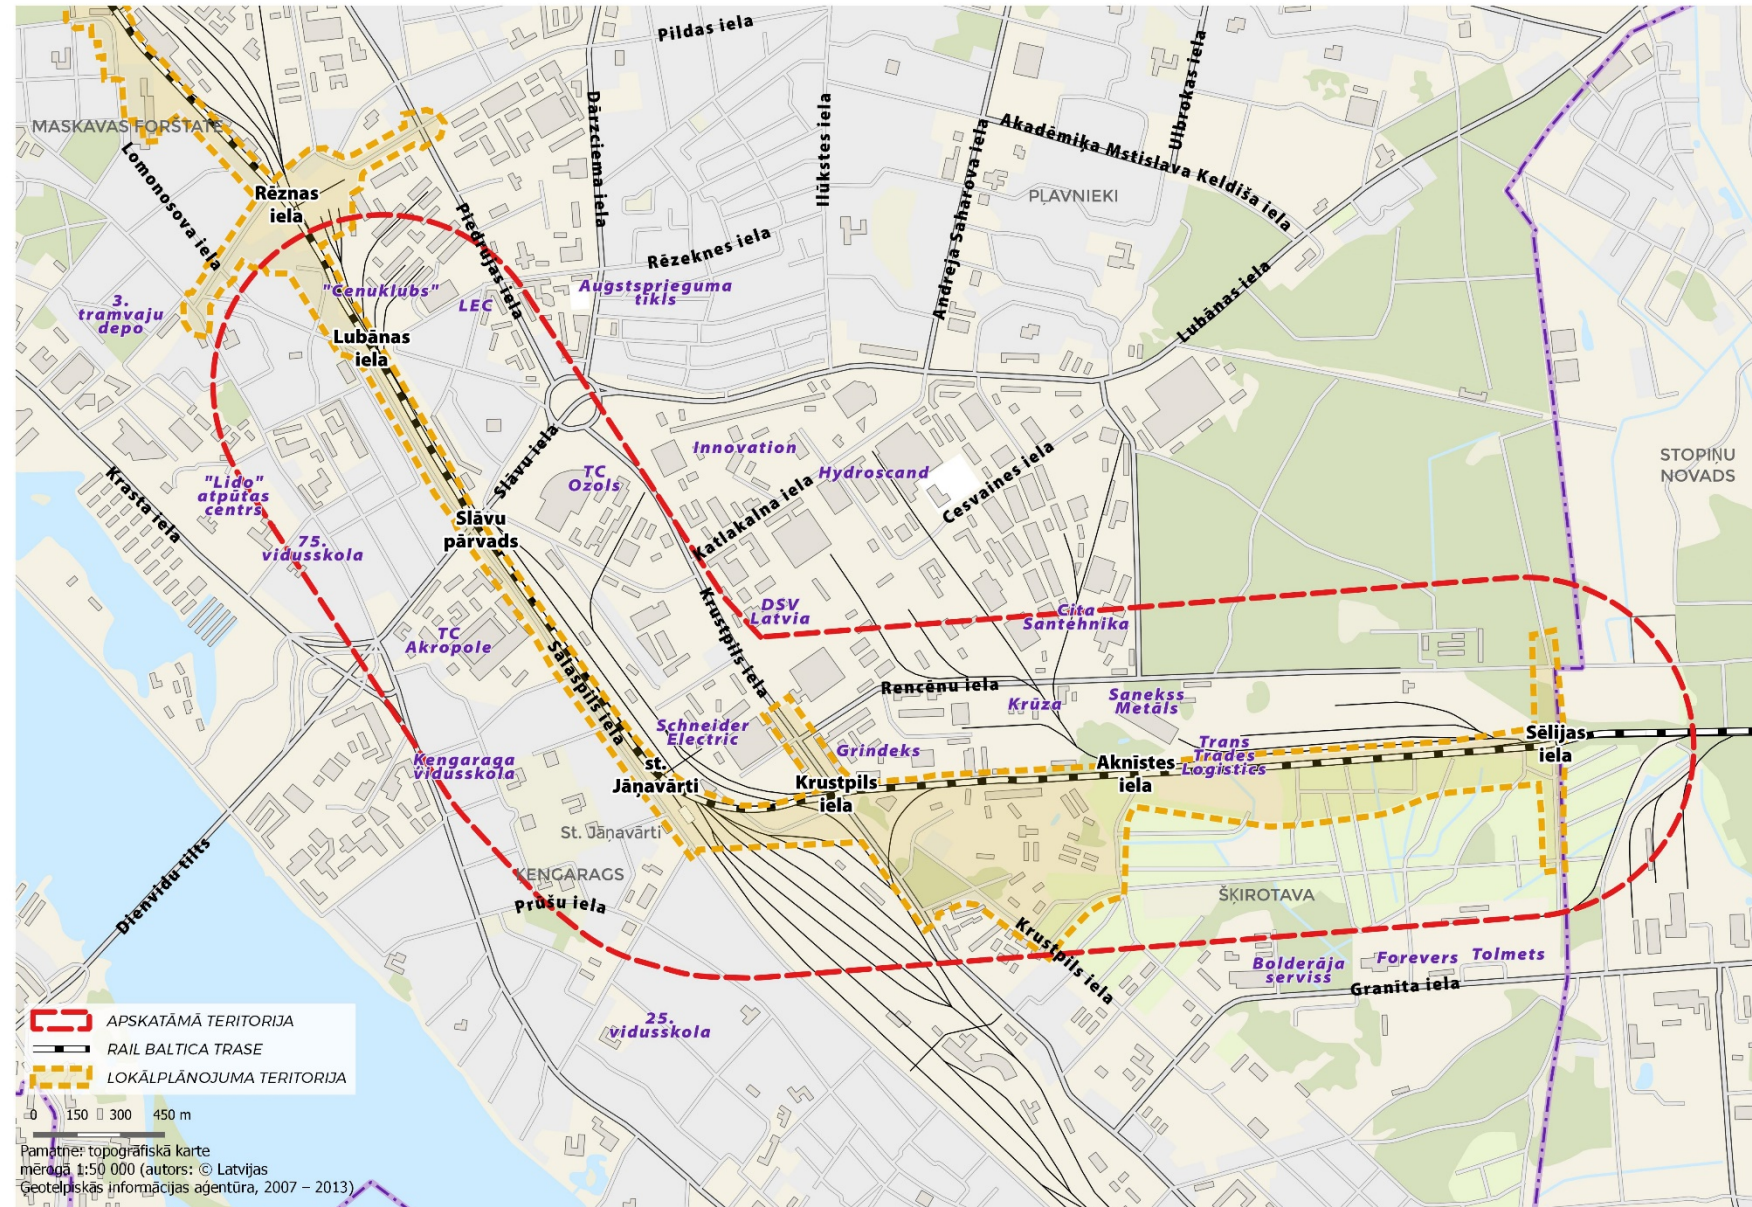 Pildas iela
Dārzciema iela
Ilūkstes iela
Andreja Saharova iela
Akadēmiķa Mstislava Keldiša iela
Ulbrokas iela
MASKAVAS FORŠTATE
Lomonosova iela
Rēznas
iela
Piedrujas iela
PĻAVNIEKI
Rēzeknes iela
Lubānas iela
3.
tramvaju
depo
"Cenuklubs"
LEC
Augstsprieguma
tīkls
Lubānas
iela
Krasta iela
"Lido"
atpūtas
centrs
Slāvu iela
TC
Ozols
Innovation
Hydroscand
Katlakalna iela
Cesvaines iela
STOPIŅU
NOVADS
75.
vidusskola
Slāvu
pārvads
DSV
Latvia
Cita
Santehnika
TC
Akropole
Salaspils iela
Krustpils iela
Rencēnu iela
Krūza
Sanekss
Metāls
Schneider
Electric
Grindeks
Trans
Trades
Logistics
Sēlijas
iela
Ķengaraga
vidusskola
st.
Jāņavārti
Krustpils
iela
Aknīstes
iela
St. Jāņavārti
ĶENGARAGS
Prūšu iela
ŠĶIROTAVA
Dienvidu tilts
Krustpils iela
Bolderāja
serviss
Forevers
Tolmets
Granīta iela
25.
vidusskola
APSKATĀMĀ TERITORIJA
RAIL BALTICA TRASE
LOKĀLPLĀNOJUMA TERITORIJA
0 150 300 450 m
Pamatne: topogrāfiskā karte
mērogā 1:50 000 (autors: © Latvijas
Ģeotelpiskās informācijas aģentūra, 2007 – 2013)